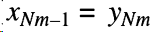 x_{Nm−1} = y_{Nm}